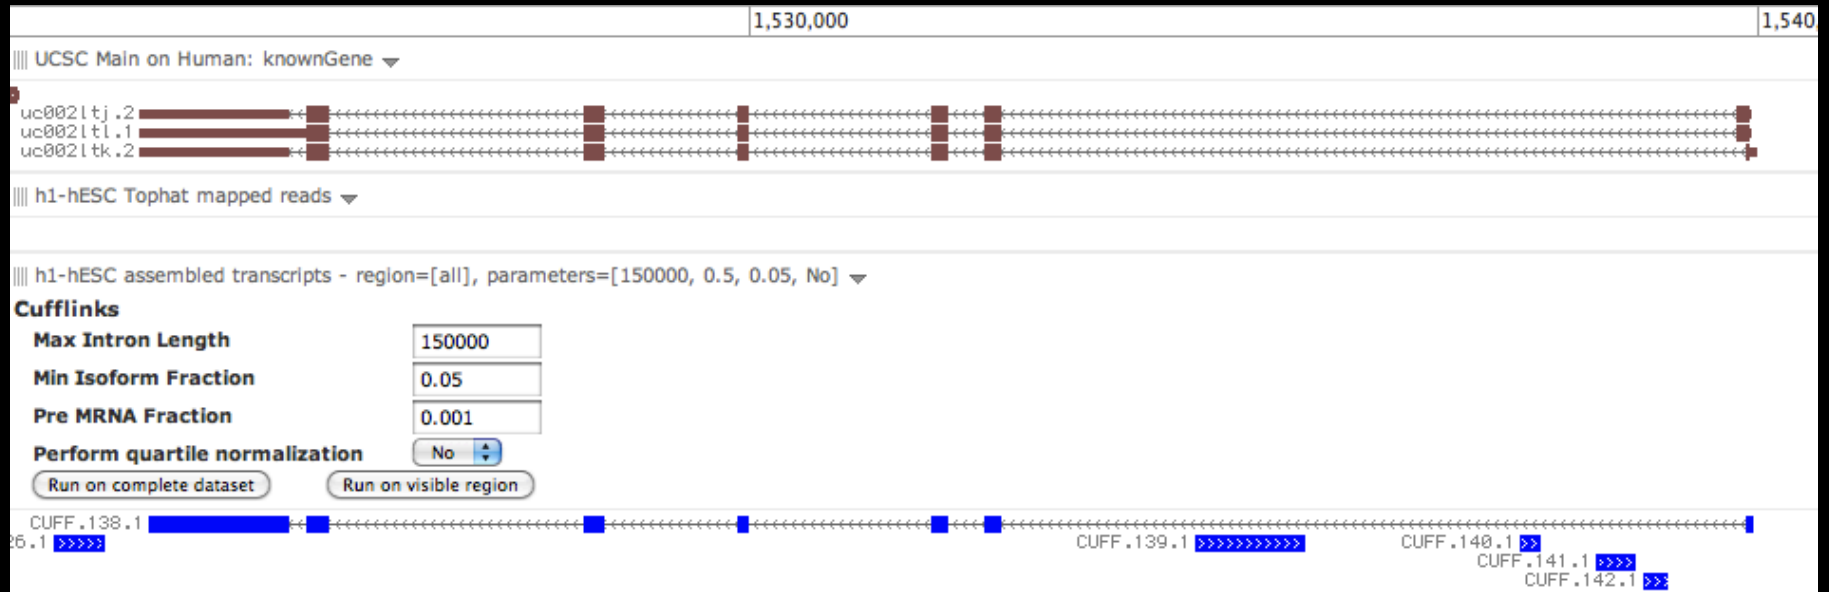 1,530,000 1,540,
UCSC Main on Human: knownGene
uc002ltj.2
uc002ltl.1
uc002ltk.2
h1-hESC Tophat mapped reads
h1-hESC assembled transcripts - region=[all], parameters=[150000, 0.5, 0.05, No]
Cufflinks
Max Intron Length 150000
Min Isoform Fraction 0.05
Pre MRNA Fraction 0.001
Perform quartile normalization No
Run on complete dataset Run on visible region
CUFF.138.1
26.1 CUFF.139.1 CUFF.140.1
CUFF.141.1
CUFF.142.1